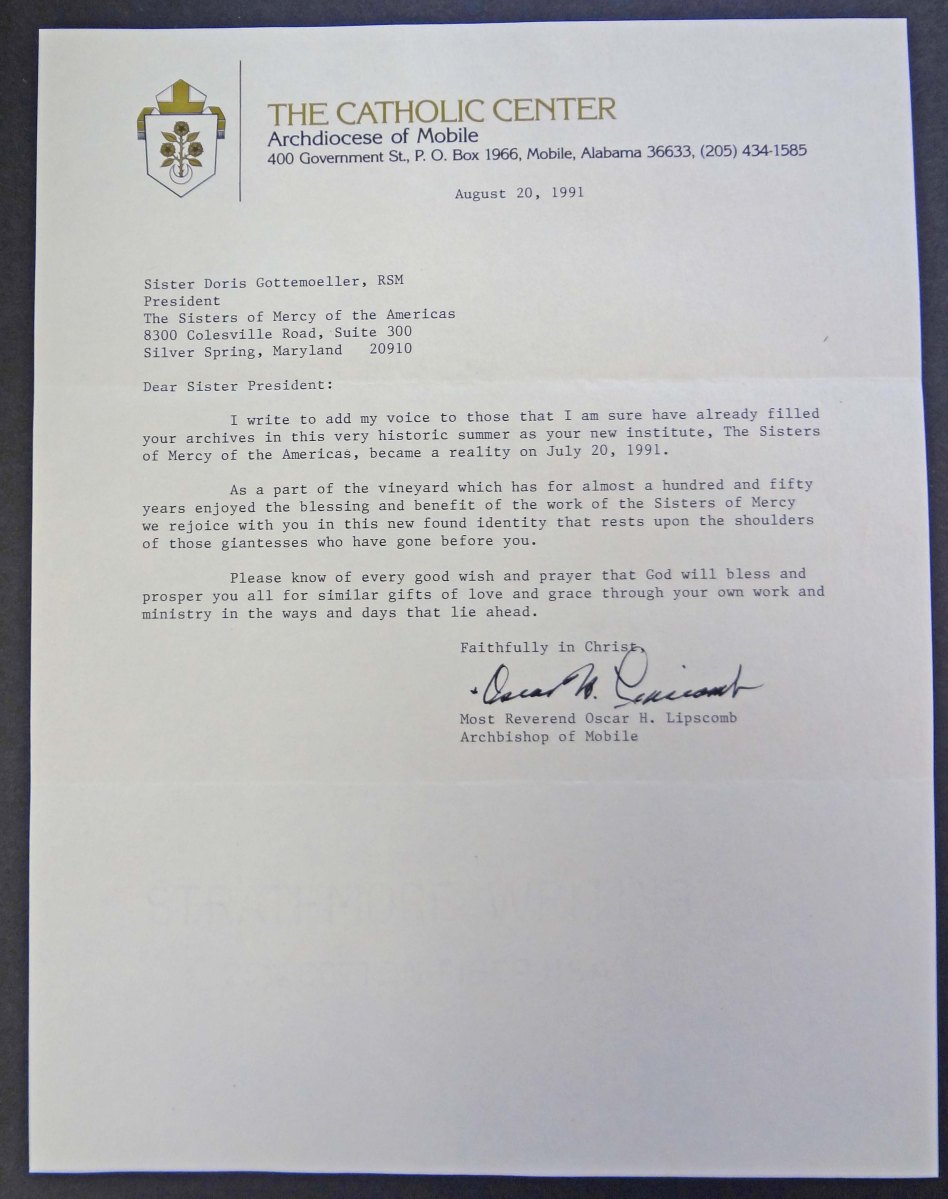 THE CATHOLIC CENTER
Archdiocese of Mobile
400 Government St., P. O. Box 1966, Mobile, Alabama 36633, (205) 434-1585
August 20, 1991
Sister Doris Gottemoeller, RSM
President
The Sisters of Mercy of the Americas
8300 Colesville Road, Suite 300
Silver Spring, Maryland 20910
Dear Sister President:
I write to add my voice to those that I am sure have already filled
your archives in this very historic summer as your new institute, The Sisters
of Mercy of the Americas, became a reality on July 20, 1991.
As a part of the vineyard which has for almost a hundred and fifty
years enjoyed the blessing and benefit of the work of the Sisters of Mercy
we rejoice with you in this new found identity that rests upon the shoulders
of those giantesses who have gone before you.
Please know of every good wish and prayer that God will bless and
prosper you all for similar gifts of love and grace through your own work and
ministry in the ways and days that lie ahead.
Faithfully in Christ,
Oscar H. Lipscomb
Most Reverend Oscar H. Lipscomb
Archbishop of Mobile